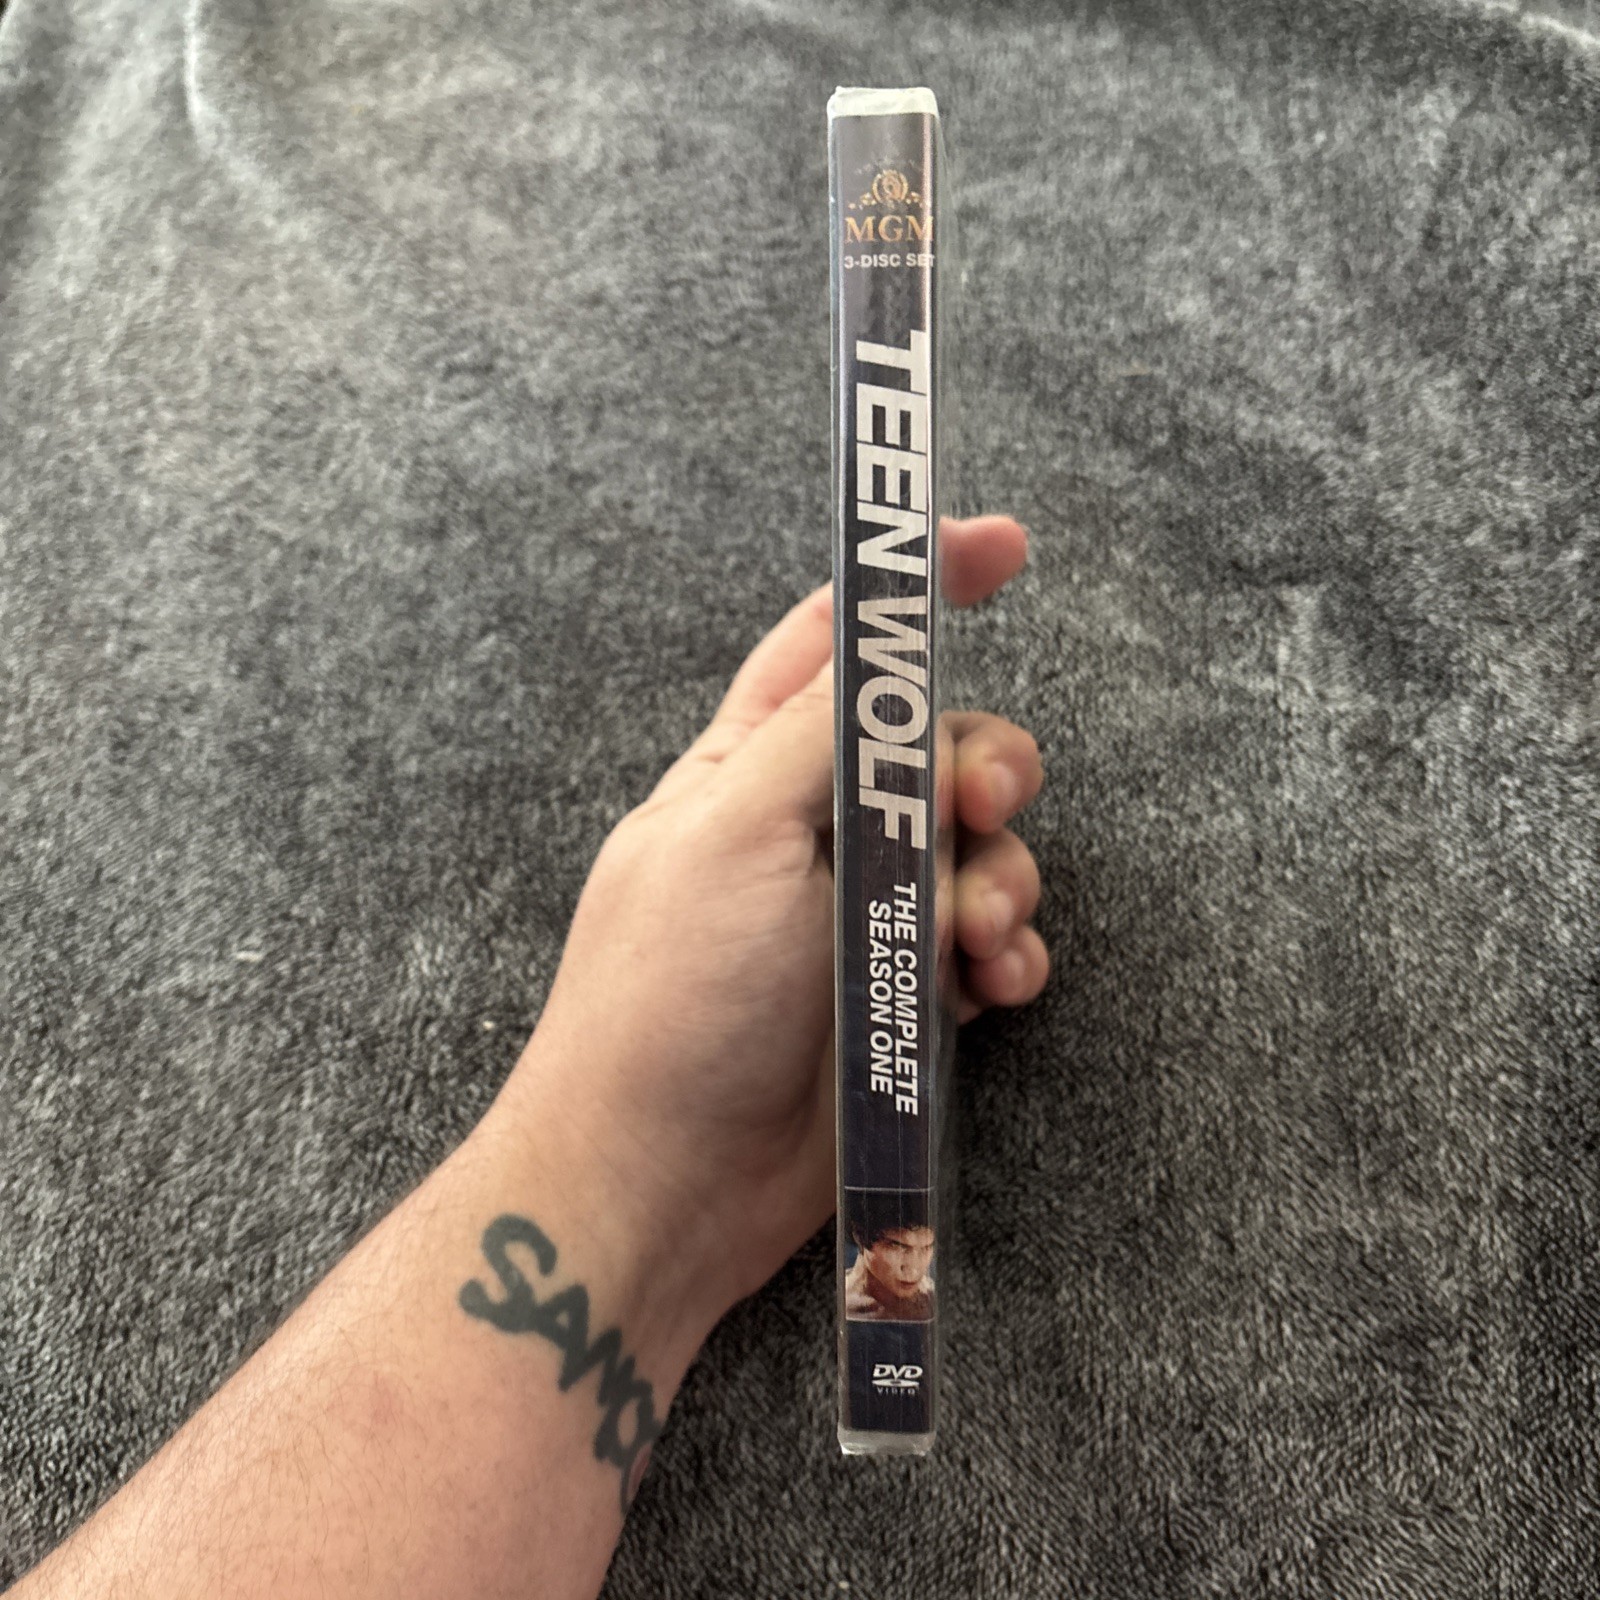 MGM
3-DISC SET
TEEN WOLF
THE COMPLETE
SEASON ONE
DVD
VIDEO